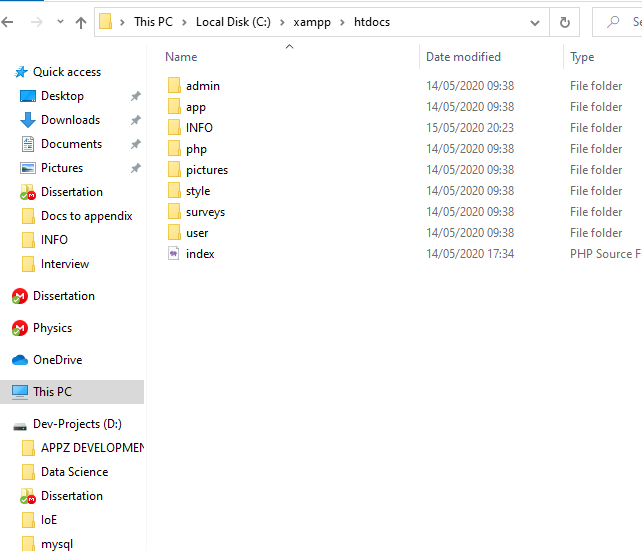 This PC > Local Disk (C:) > xampp > htdocs
Name Date modified Type
Quick access
Desktop
Downloads
Documents
Pictures
Dissertation
Docs to appendix
INFO
Interview
Dissertation
Physics
OneDrive
This PC
Dev-Projects (D:)
APPZ DEVELOPMEN
Data Science
Dissertation
IoE
mysql
admin 14/05/2020 09:38 File folder
app 14/05/2020 09:38 File folder
INFO 15/05/2020 20:23 File folder
php 14/05/2020 09:38 File folder
pictures 14/05/2020 09:38 File folder
style 14/05/2020 09:38 File folder
surveys 14/05/2020 09:38 File folder
user 14/05/2020 09:38 File folder
index 14/05/2020 17:34 PHP Source F